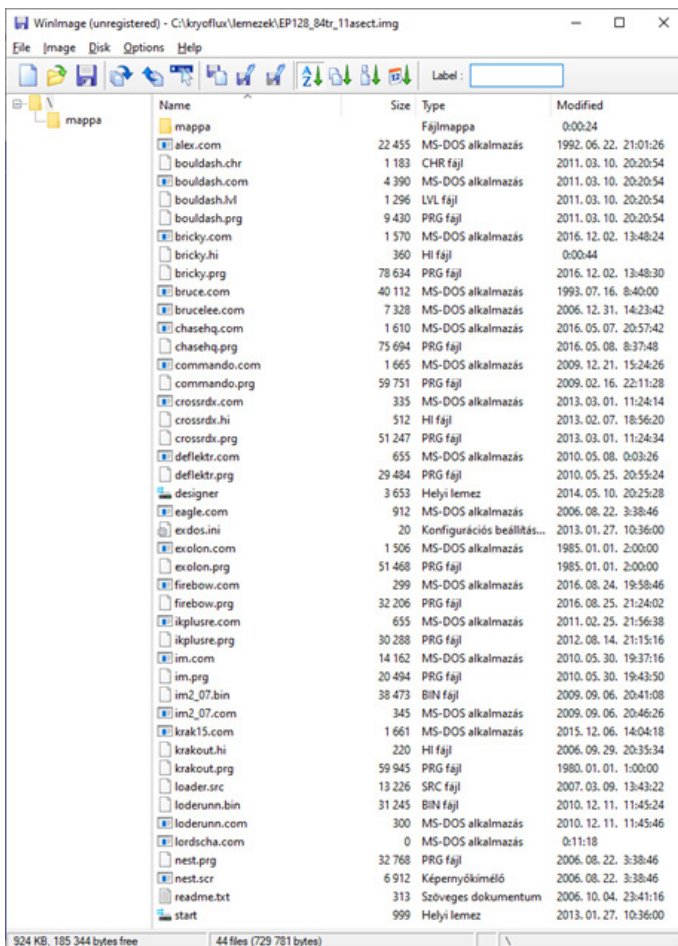 WinImage (unregistered) - C:\kryoflux\lemezek\EP128_84tr_11asect.img
File Image Disk Options Help
Label :
\
mappa
Name Size Type Modified
mappa Fájlmappa 0:00:24
alex.com 22 455 MS-DOS alkalmazás 1992. 06. 22. 21:01:26
bouldash.chr 1 183 CHR fájl 2011. 03. 10. 20:20:54
bouldash.com 4 390 MS-DOS alkalmazás 2011. 03. 10. 20:20:54
bouldash.lvl 1 296 LVL fájl 2011. 03. 10. 20:20:54
bouldash.prg 9 430 PRG fájl 2011. 03. 10. 20:20:54
bricky.com 1 570 MS-DOS alkalmazás 2016. 12. 02. 13:48:24
bricky.hi 360 HI fájl 0:00:44
bricky.prg 78 634 PRG fájl 2016. 12. 02. 13:48:30
bruce.com 40 112 MS-DOS alkalmazás 1993. 07. 16. 8:40:00
brucelee.com 7 328 MS-DOS alkalmazás 2006. 12. 31. 14:23:42
chasehq.com 1 610 MS-DOS alkalmazás 2016. 05. 07. 20:57:42
chasehq.prg 75 694 PRG fájl 2016. 05. 08. 8:37:48
commando.com 1 665 MS-DOS alkalmazás 2009. 12. 21. 15:24:26
commando.prg 59 751 PRG fájl 2009. 02. 16. 22:11:28
crossrdx.com 335 MS-DOS alkalmazás 2013. 03. 01. 11:24:14
crossrdx.hi 512 HI fájl 2013. 02. 07. 18:56:20
crossrdx.prg 51 247 PRG fájl 2013. 03. 01. 11:24:34
deflektr.com 655 MS-DOS alkalmazás 2010. 05. 08. 0:03:26
deflektr.prg 29 484 PRG fájl 2010. 05. 25. 20:55:24
designer 3 653 Helyi lemez 2014. 05. 10. 20:25:28
eagle.com 912 MS-DOS alkalmazás 2006. 08. 22. 3:38:46
exdos.ini 20 Konfigurációs beállítás... 2013. 01. 27. 10:36:00
exolon.com 1 506 MS-DOS alkalmazás 1985. 01. 01. 2:00:00
exolon.prg 51 468 PRG fájl 1985. 01. 01. 2:00:00
firebow.com 299 MS-DOS alkalmazás 2016. 08. 24. 19:58:46
firebow.prg 32 206 PRG fájl 2016. 08. 25. 21:24:02
ikplusre.com 655 MS-DOS alkalmazás 2011. 02. 25. 21:56:38
ikplusre.prg 30 288 PRG fájl 2012. 08. 14. 21:15:16
im.com 14 162 MS-DOS alkalmazás 2010. 05. 30. 19:37:16
im.prg 20 494 PRG fájl 2010. 05. 30. 19:43:50
im2_07.bin 38 473 BIN fájl 2009. 09. 06. 20:41:08
im2_07.com 345 MS-DOS alkalmazás 2009. 09. 06. 20:46:26
krak15.com 1 661 MS-DOS alkalmazás 2015. 12. 06. 14:04:18
krakout.hi 220 HI fájl 2006. 09. 29. 20:35:34
krakout.prg 59 945 PRG fájl 1980. 01. 01. 1:00:00
loader.src 13 226 SRC fájl 2007. 03. 09. 13:43:22
loderunn.bin 31 245 BIN fájl 2010. 12. 11. 11:45:24
loderunn.com 300 MS-DOS alkalmazás 2010. 12. 11. 11:45:46
lordscha.com 0 MS-DOS alkalmazás 0:11:18
nest.prg 32 768 PRG fájl 2006. 08. 22. 3:38:46
nest.scr 6 912 Képernyőkímélő 2006. 08. 22. 3:38:46
readme.txt 313 Szöveges dokumentum 2006. 10. 04. 23:41:16
start 999 Helyi lemez 2013. 01. 27. 10:36:00
924 KB, 185 344 bytes free 44 files (729 781 bytes) \